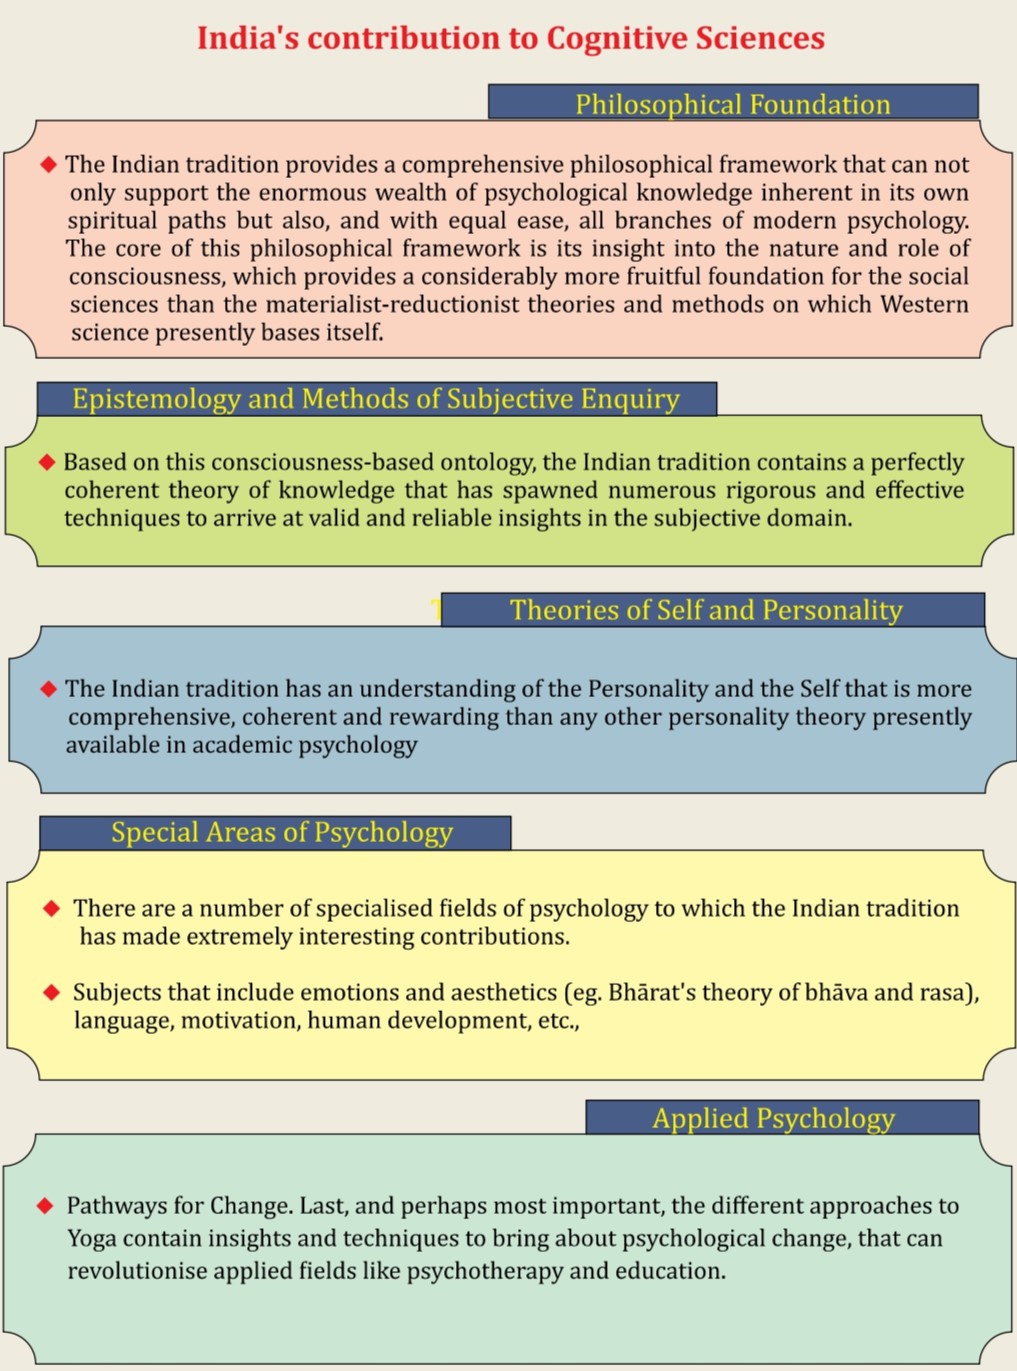 India's contribution to Cognitive Sciences
Philosophical Foundation
The Indian tradition provides a comprehensive philosophical framework that can not
only support the enormous wealth of psychological knowledge inherent in its own
spiritual paths but also, and with equal ease, all branches of modern psychology.
The core of this philosophical framework is its insight into the nature and role of
consciousness, which provides a considerably more fruitful foundation for the social
sciences than the materialist-reductionist theories and methods on which Western
science presently bases itself.
Epistemology and Methods of Subjective Enquiry
Based on this consciousness-based ontology, the Indian tradition contains a perfectly
coherent theory of knowledge that has spawned numerous rigorous and effective
techniques to arrive at valid and reliable insights in the subjective domain.
Theories of Self and Personality
The Indian tradition has an understanding of the Personality and the Self that is more
comprehensive, coherent and rewarding than any other personality theory presently
available in academic psychology
Special Areas of Psychology
There are a number of specialised fields of psychology to which the Indian tradition
has made extremely interesting contributions.
Subjects that include emotions and aesthetics (eg. Bhārat's theory of bhāva and rasa),
language, motivation, human development, etc.,
Applied Psychology
Pathways for Change. Last, and perhaps most important, the different approaches to
Yoga contain insights and techniques to bring about psychological change, that can
revolutionise applied fields like psychotherapy and education.